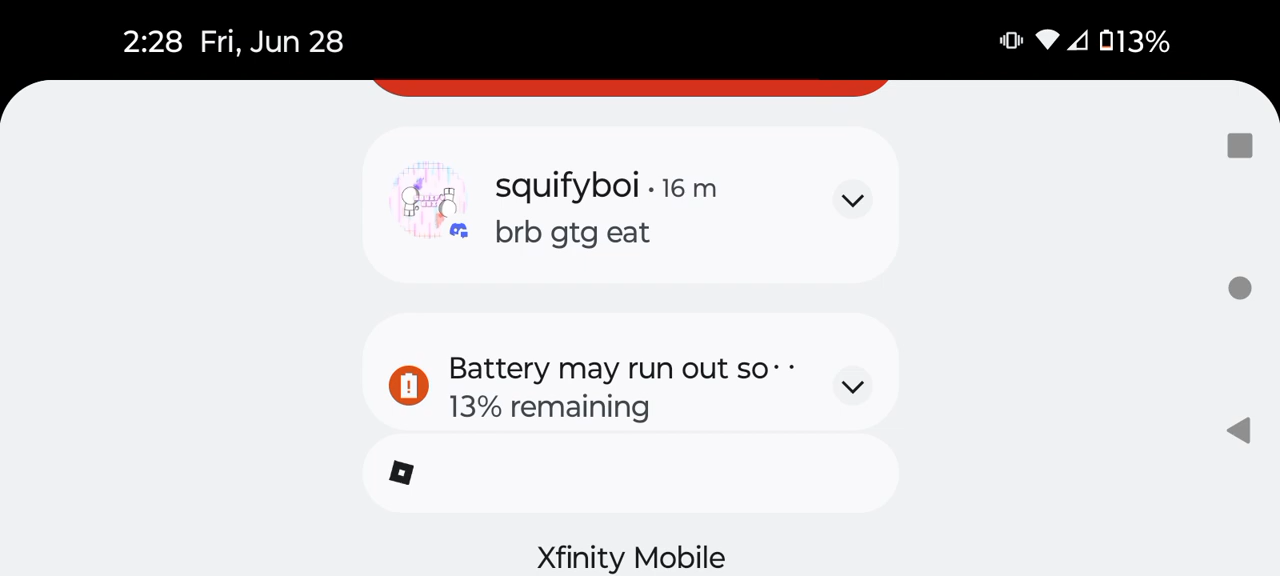 2:28 Fri, Jun 28 13%
squifyboi • 16 m
brb gtg eat
Battery may run out so··
13% remaining
Xfinity Mobile